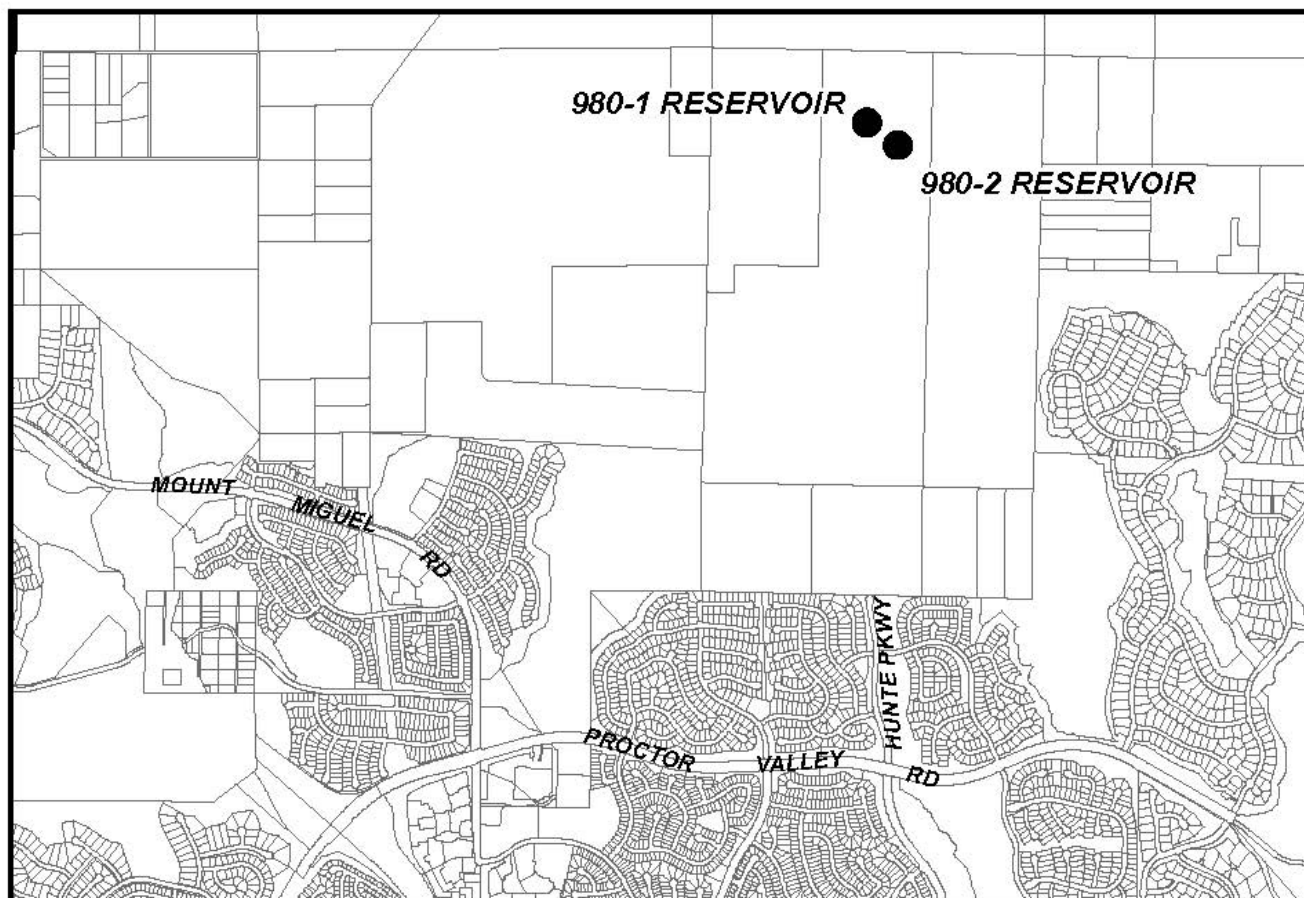 980-1 RESERVOIR
980-2 RESERVOIR
MOUNT MIGUEL RD
HUNTE PKWY
PROCTOR VALLEY RD